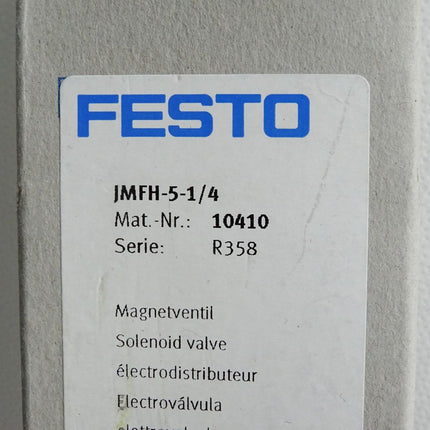 FESTO
JMFH-5-1/4
Mat.-Nr.: 10410
Serie: R358
Magnetventil
Solenoid valve
électrodistributeur
Electroválvula